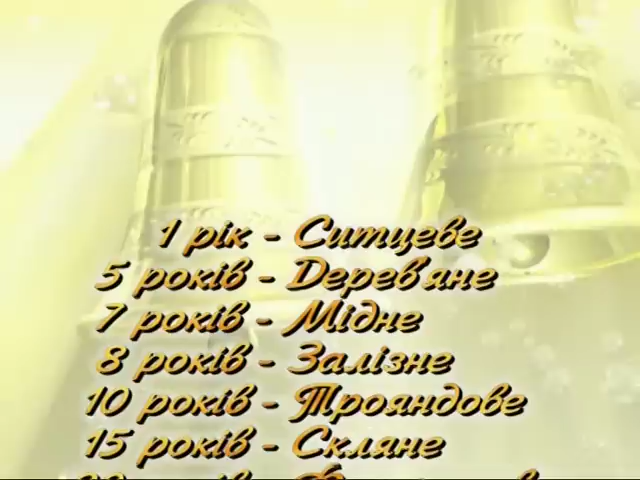 1 рік - Ситцеве
5 років - Дерев'яне
7 років - Мідне
8 років - Залізне
10 років - Трояндове
15 років - Скляне